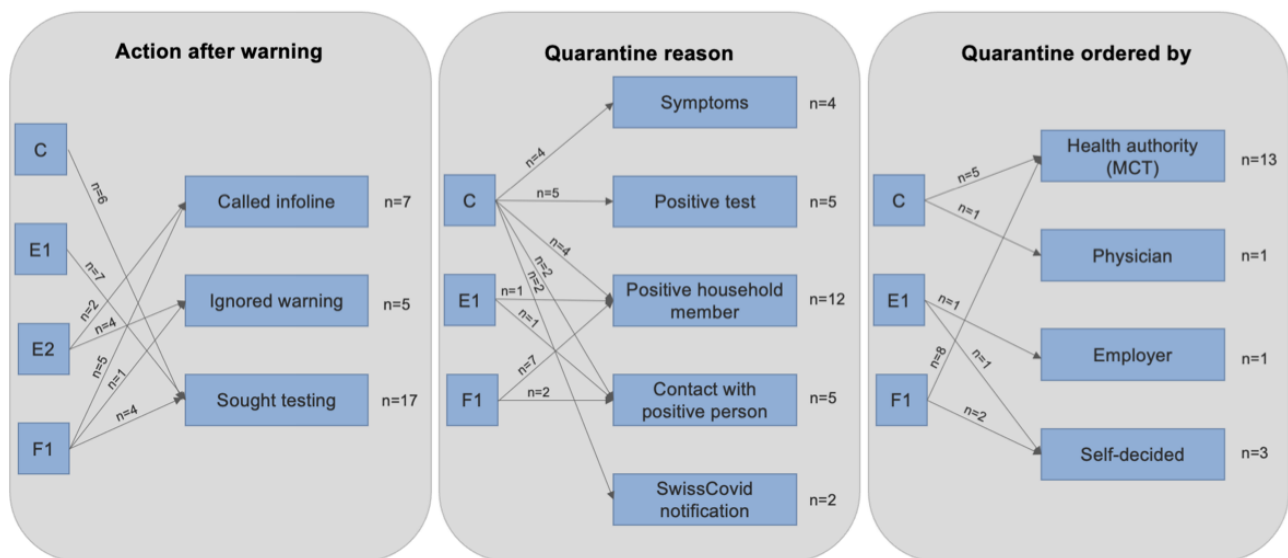 Action after warning
C
E1
E2
F1
n=6
n=7
n=2
n=4
n=5
n=1
n=4
Called infoline
n=7
Ignored warning
n=5
Sought testing
n=17
Quarantine reason
C
E1
F1
n=4
n=5
n=4
n=2
n=2
n=1
n=1
n=7
n=2
Symptoms
n=4
Positive test
n=5
Positive household
member
n=12
Contact with
positive person
n=5
SwissCovid
notification
n=2
Quarantine ordered by
C
E1
F1
n=5
n=1
n=1
n=1
n=8
n=2
Health authority
(MCT)
n=13
Physician
n=1
Employer
n=1
Self-decided
n=3